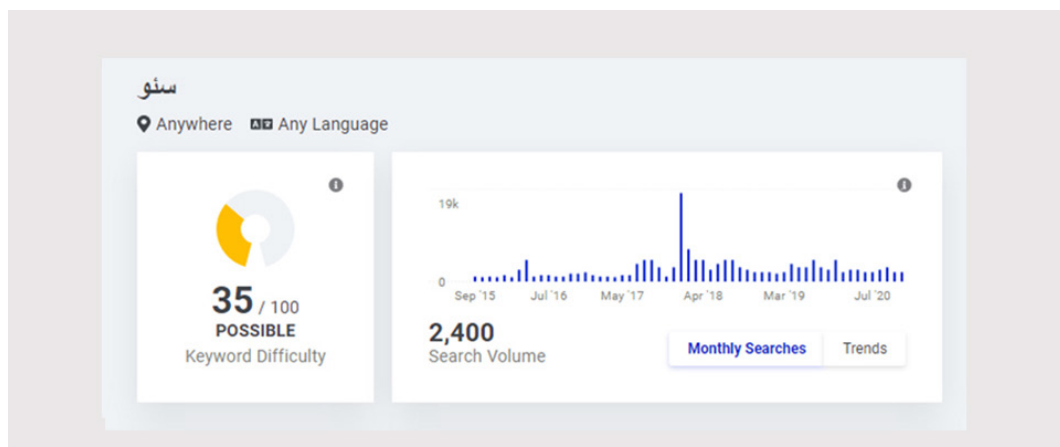 سئو
Anywhere Any Language
35 / 100
POSSIBLE
Keyword Difficulty
19k
0
Sep '15 Jul '16 May '17 Apr '18 Mar '19 Jul '20
2,400
Search Volume
Monthly Searches Trends